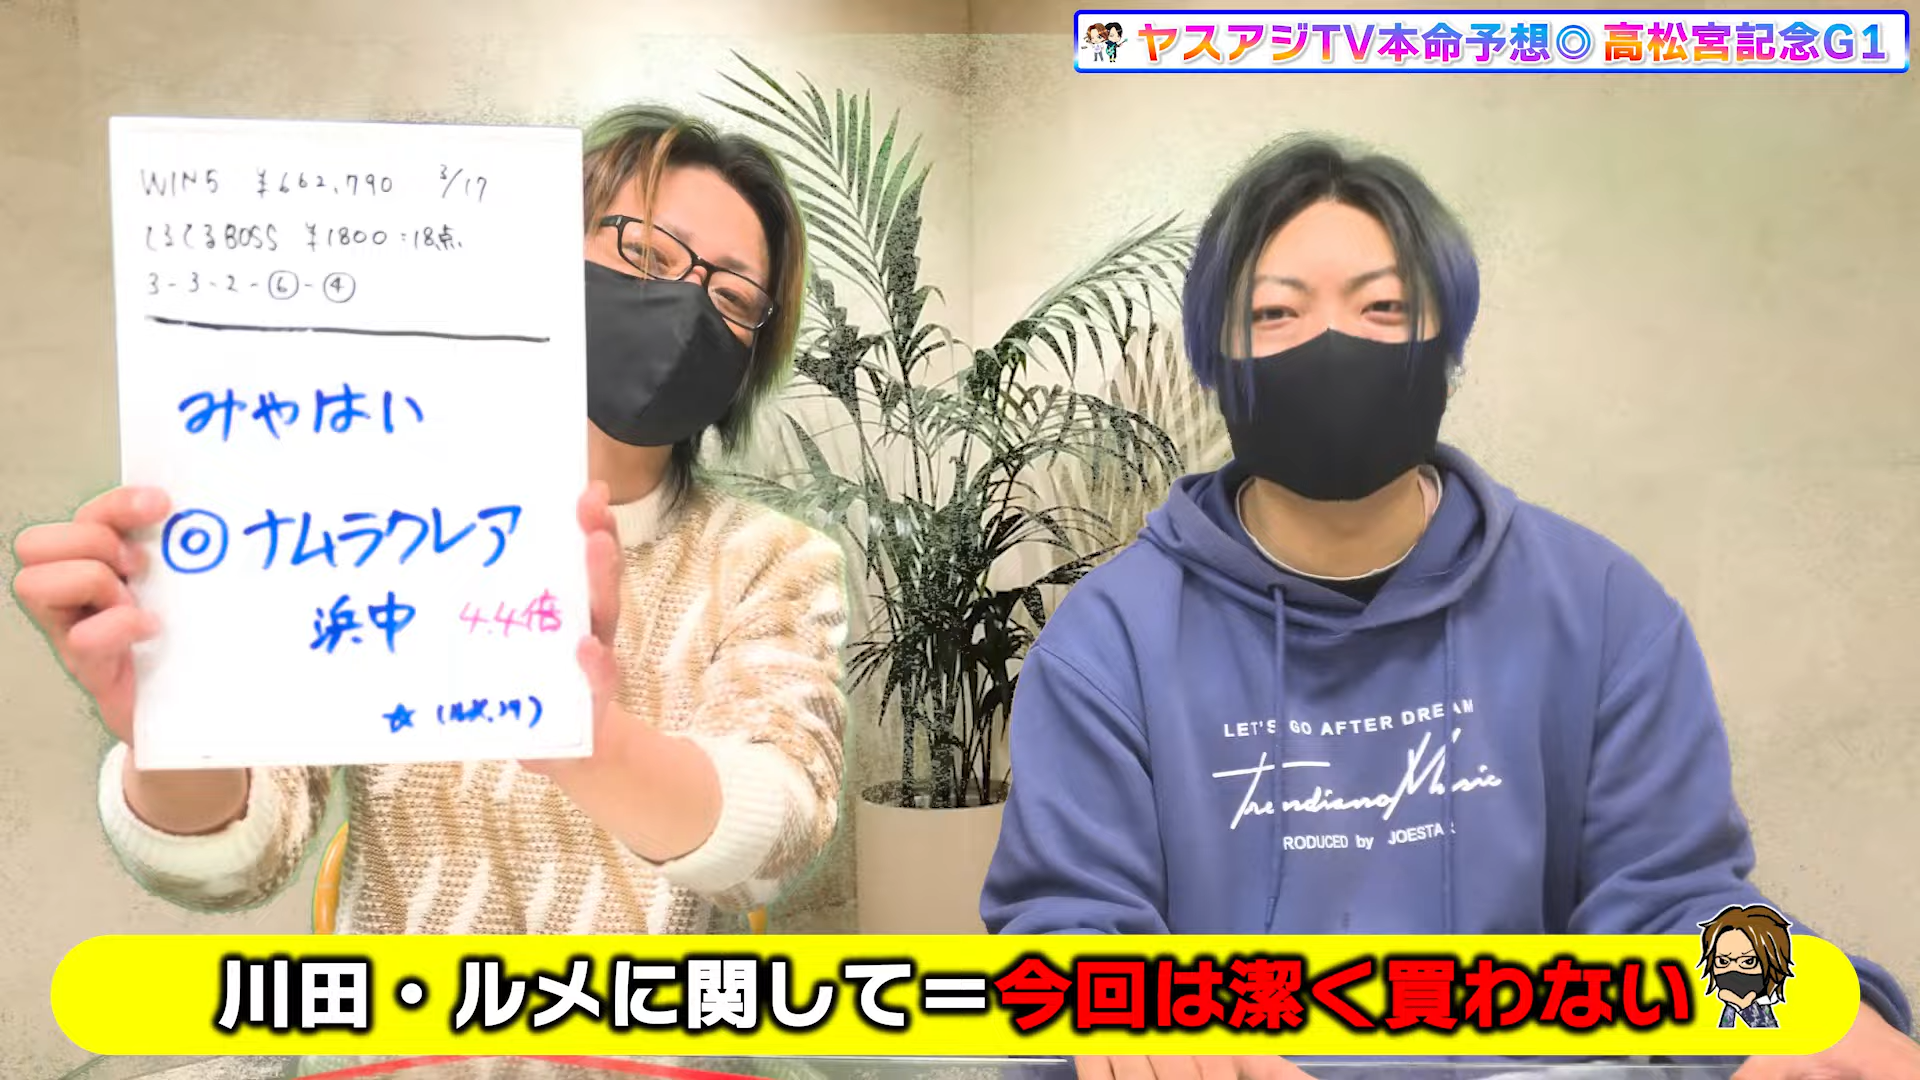 ヤスアジTV本命予想◎ 高松宮記念G1
WIN5 ¥662,790 3/17
てるてるBOSS ¥1800=18点
3-3-2-⑥-④
みやはい
◎ナムラクレア
浜中 4.4倍
☆
LET'S GO AFTER DREAM
Trendiano Music
RODUCED by JOESTAR
川田・ルメに関して=今回は潔く買わない